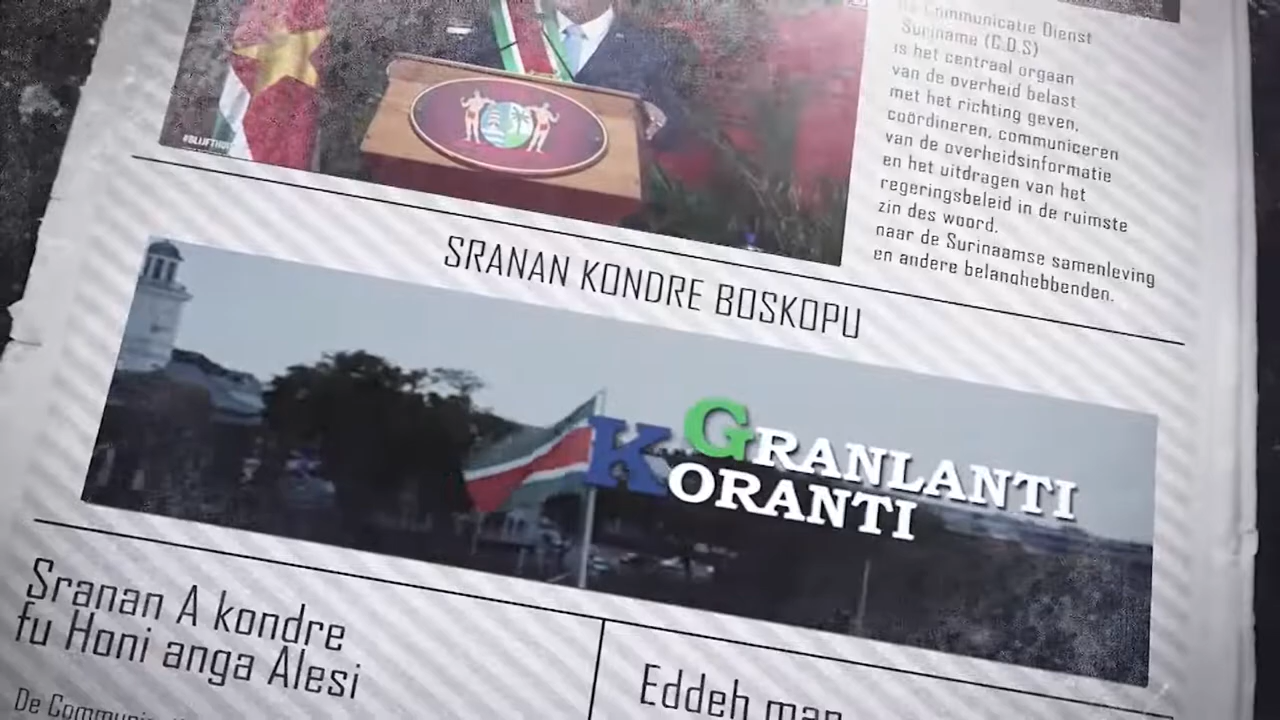 Communicatie Dienst
Suriname (C.D.S)
is het centraal orgaan
van de overheid belast
met het richting geven,
coördineren, communiceren
van de overheidsinformatie
en het uitdragen van het
regeringsbeleid in de ruimste
zin des woord.
naar de Surinaamse samenleving
en andere belanghebbenden.
SRANAN KONDRE BOSKOPU
GRANLANTI
KORANTI
Sranan A kondre
fu Honi anga Alesi
De
Eddeh man